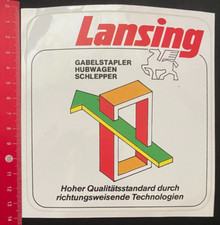 Lansing
GABELSTAPLER
HUBWAGEN
SCHLEPPER
Hoher Qualitätsstandard durch
richtungsweisende Technologien